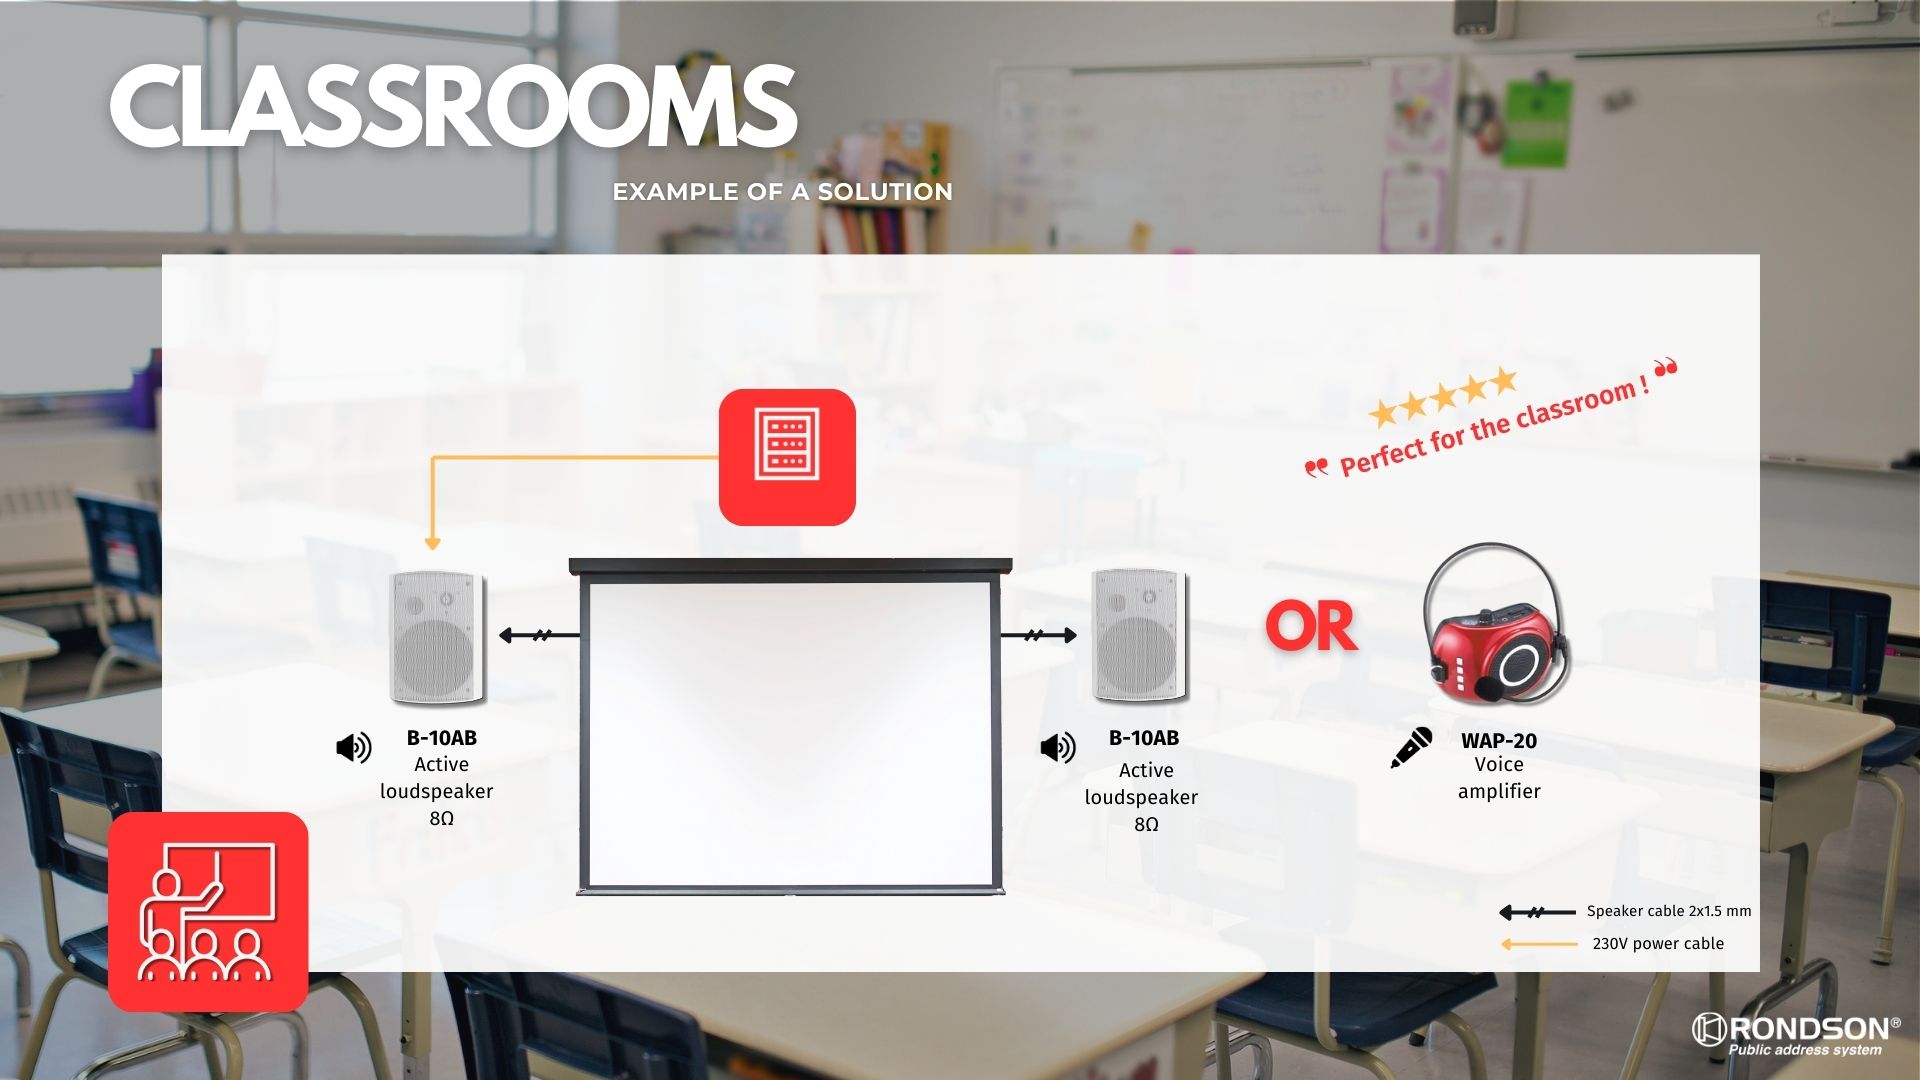 CLASSROOMS
EXAMPLE OF A SOLUTION
❝ Perfect for the classroom ! ❞
OR
B-10AB
Active
loudspeaker
8Ω
B-10AB
Active
loudspeaker
8Ω
WAP-20
Voice
amplifier
Speaker cable 2x1.5 mm
230V power cable
RONDSON®
Public address system